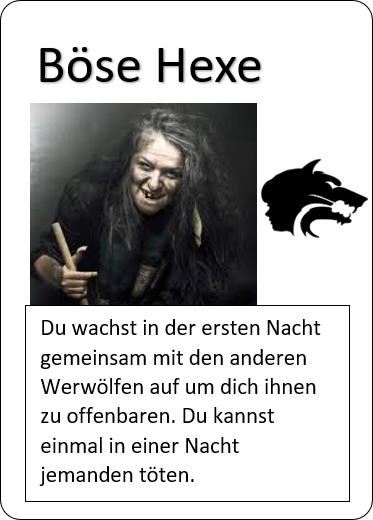 Böse Hexe
Du wachst in der ersten Nacht
gemeinsam mit den anderen
Werwölfen auf um dich ihnen
zu offenbaren. Du kannst
einmal in einer Nacht
jemanden töten.